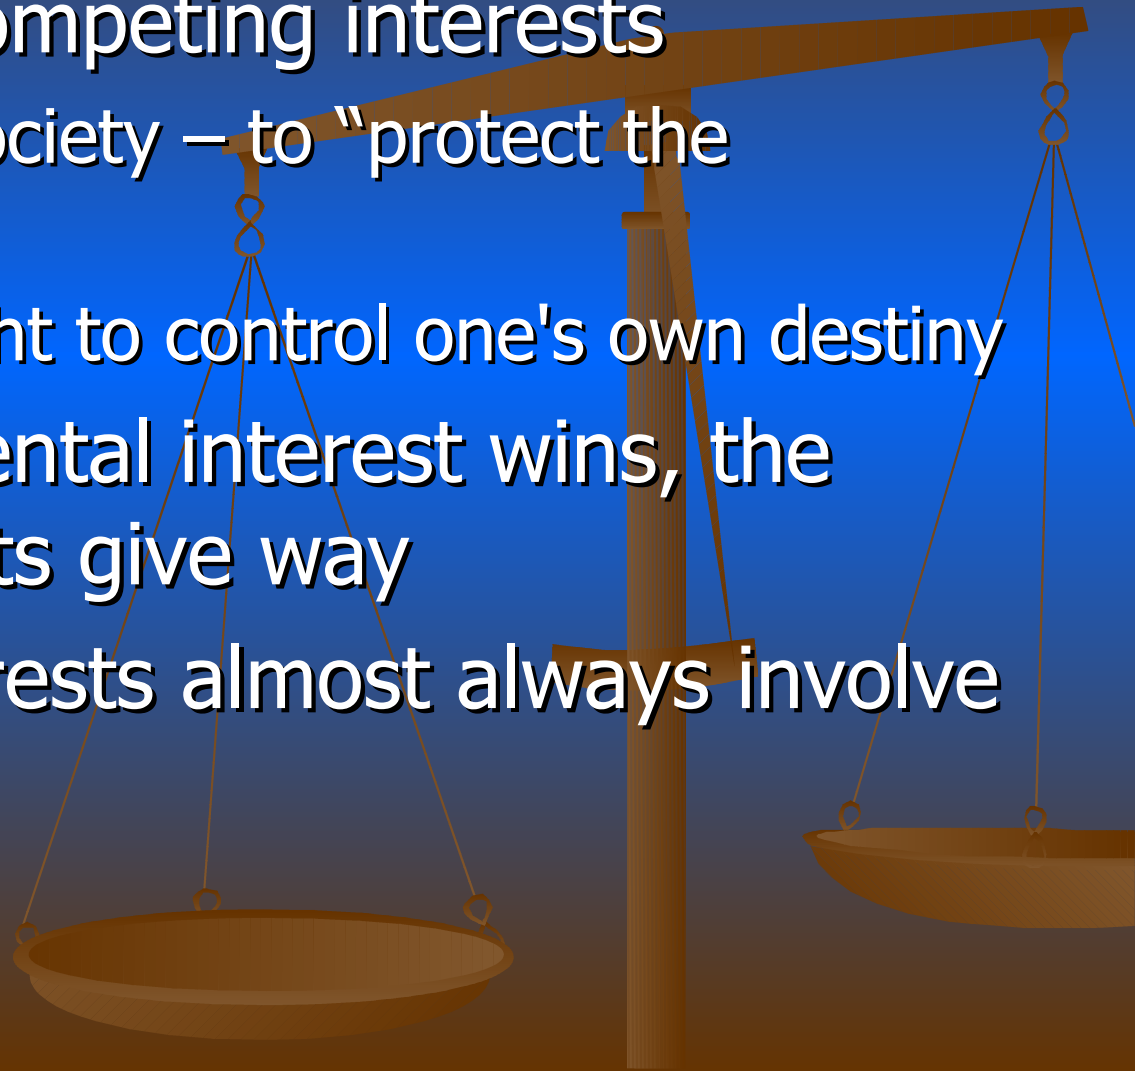 ompeting interests
ociety – to “protect the
ht to control one's own destiny
ental interest wins, the
ts give way
rests almost always involve